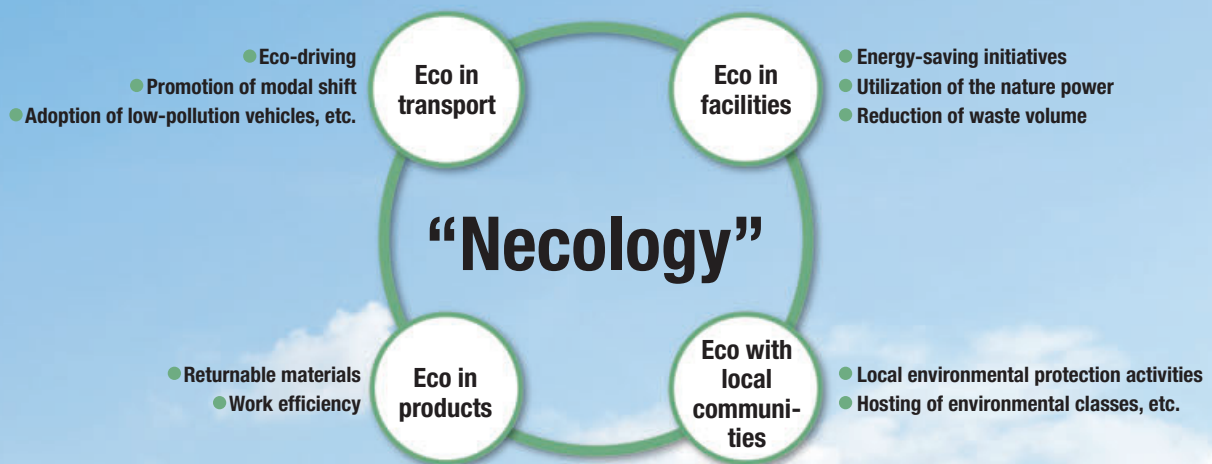 Eco in
transport
● Eco-driving
● Promotion of modal shift
● Adoption of low-pollution vehicles, etc.
Eco in
facilities
● Energy-saving initiatives
● Utilization of the nature power
● Reduction of waste volume
“Necology”
Eco in
products
● Returnable materials
● Work efficiency
Eco with
local
communi-
ties
● Local environmental protection activities
● Hosting of environmental classes, etc.